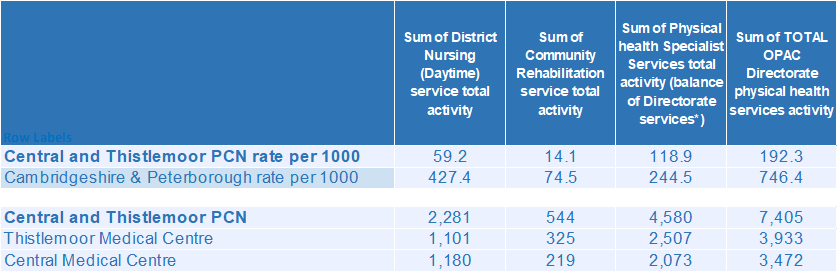 Row Labels
Sum of District Nursing (Daytime) service total activity
Sum of Community Rehabilitation service total activity
Sum of Physical health Specialist Services total activity (balance of Directorate services*)
Sum of TOTAL OPAC Directorate physical health services activity
Central and Thistlemoor PCN rate per 1000 59.2 14.1 118.9 192.3
Cambridgeshire & Peterborough rate per 1000 427.4 74.5 244.5 746.4
Central and Thistlemoor PCN 2,281 544 4,580 7,405
Thistlemoor Medical Centre 1,101 325 2,507 3,933
Central Medical Centre 1,180 219 2,073 3,472